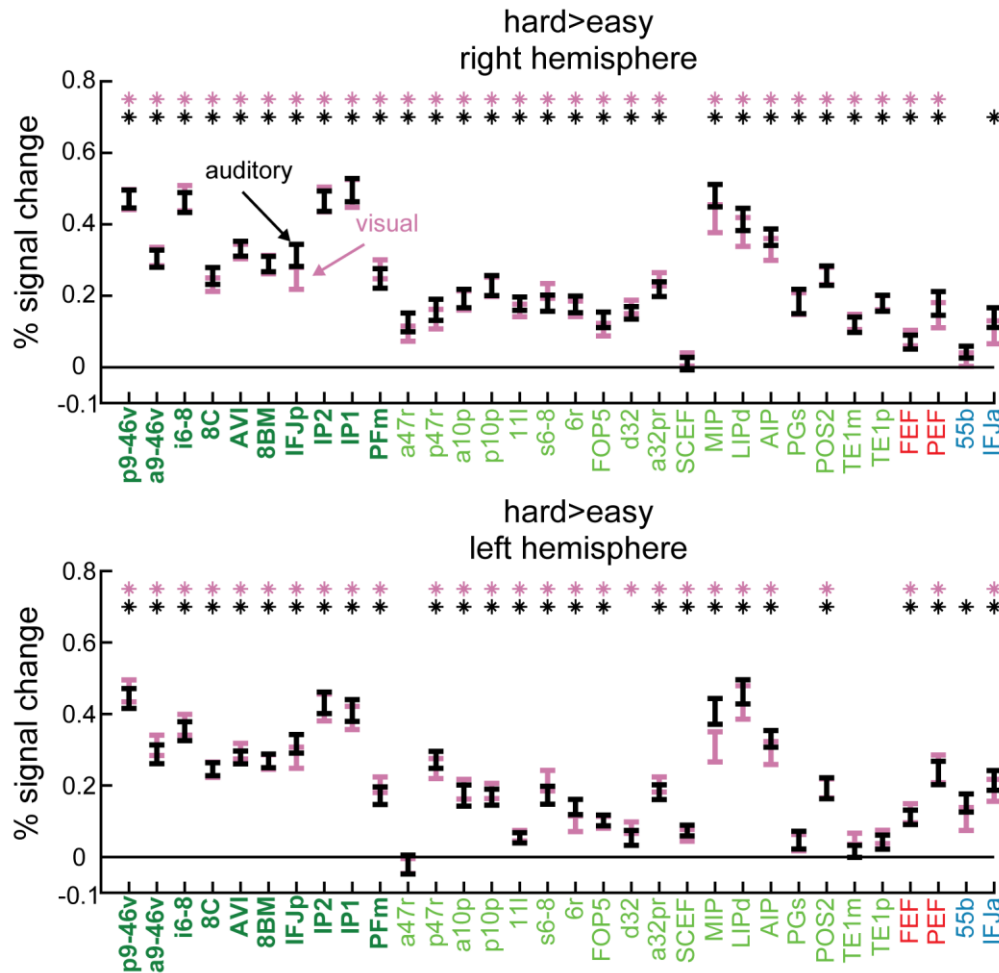 hard>easy
right hemisphere
% signal change
0.8
0.6
0.4
0.2
0
-0.1
auditory
visual
p9-46v a9-46v i6-8 8C AVI 8BM IFJp IP2 IP1 PFm a47r p47r a10p p10p 11l s6-8 6r FOP5 d32 a32pr SCEF MIP LIPd AIP PGs POS2 TE1m TE1p FEF PEF 55b IFJa
hard>easy
left hemisphere
% signal change
0.8
0.6
0.4
0.2
0
-0.1
p9-46v a9-46v i6-8 8C AVI 8BM IFJp IP2 IP1 PFm a47r p47r a10p p10p 11l s6-8 6r FOP5 d32 a32pr SCEF MIP LIPd AIP PGs POS2 TE1m TE1p FEF PEF 55b IFJa